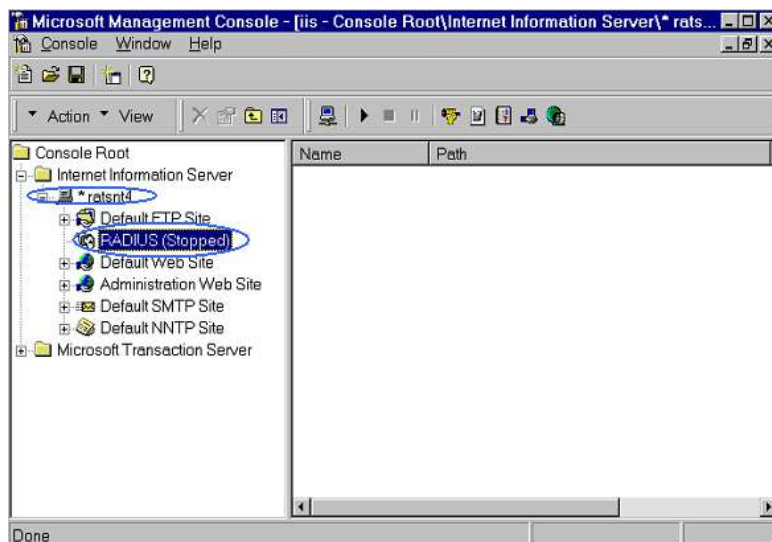 Microsoft Management Console - [iis - Console Root\Internet Information Server\* rats...
Console Window Help
Action View
Console Root
Internet Information Server
* ratsnt4
Default FTP Site
RADIUS (Stopped)
Default Web Site
Administration Web Site
Default SMTP Site
Default NNTP Site
Microsoft Transaction Server
Name Path
Done